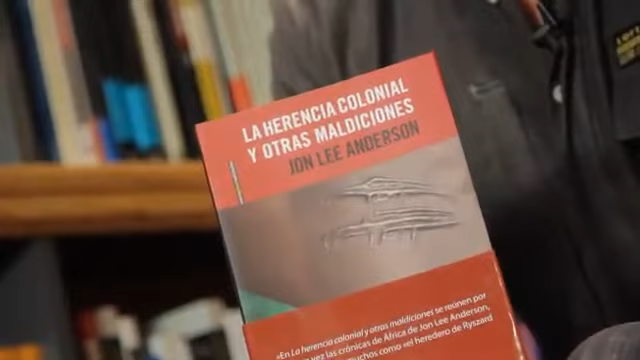 LA HERENCIA COLONIAL
Y OTRAS MALDICIONES
JON LEE ANDERSON
«En La herencia colonial y otras maldiciones se reúnen por
vez las crónicas de África de Jon Lee Anderson,
muchos como «el heredero de Ryszard